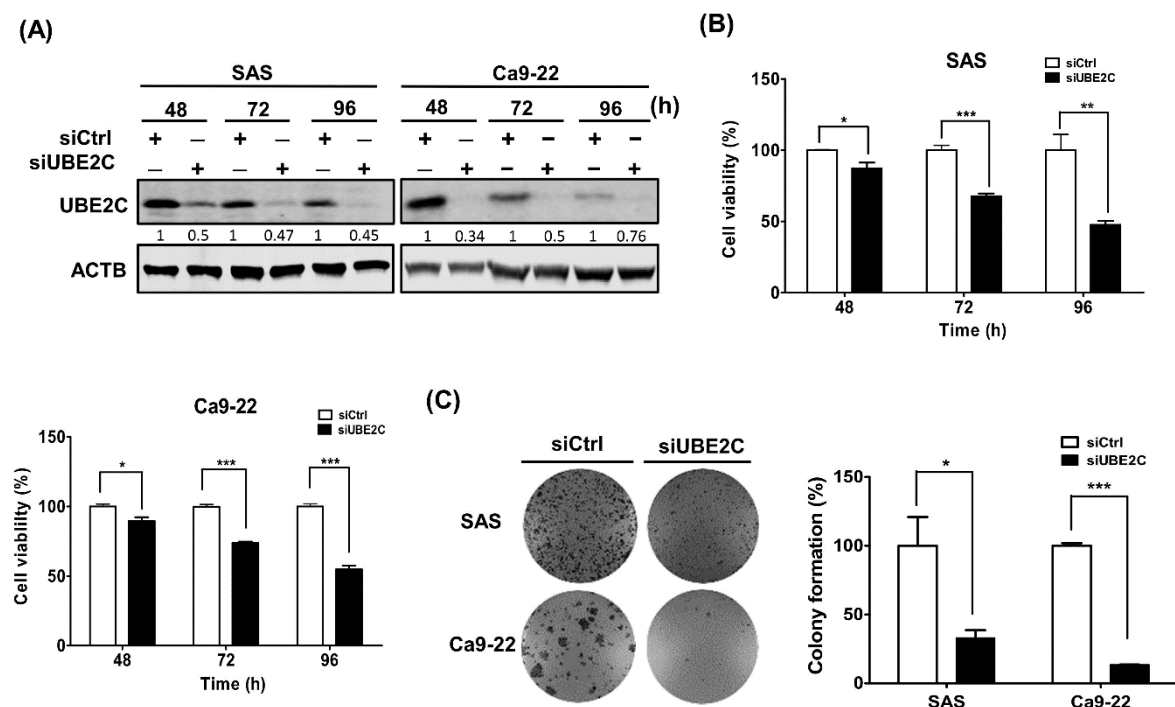 (A)
SAS Ca9-22
48 72 96 48 72 96 (h)
siCtrl + – + – + – + – + – + –
siUBE2C – + – + – + – + – + – +
UBE2C
1 0.5 1 0.47 1 0.45 1 0.34 1 0.5 1 0.76
ACTB
(B)
SAS
siCtrl
siUBE2C
Cell viability (%)
150
100
50
0
* *** **
48 72 96
Time (h)
Ca9-22
siCtrl
siUBE2C
Cell viablity (%)
150
100
50
0
* *** ***
48 72 96
Time (h)
(C)
siCtrl siUBE2C
SAS
Ca9-22
siCtrl
siUBE2C
Colony formation (%)
150
100
50
0
* ***
SAS Ca9-22